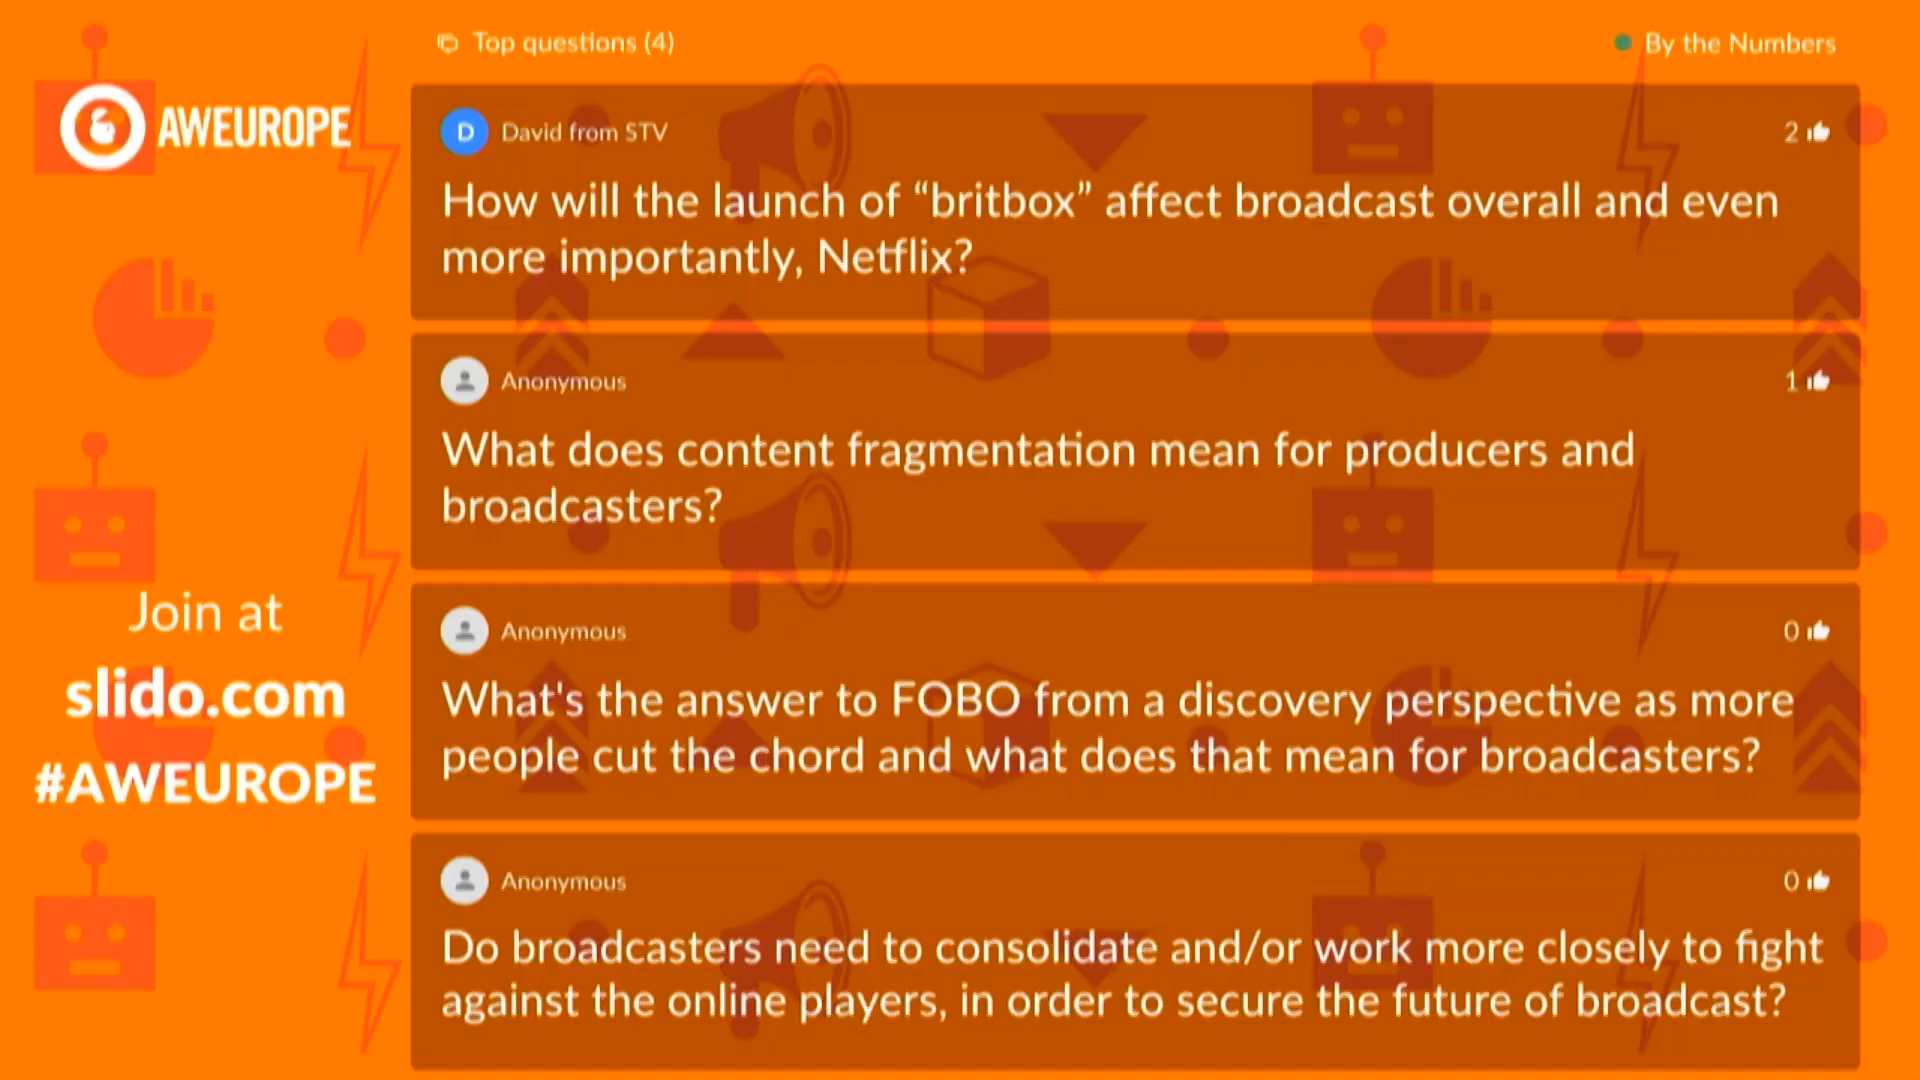 Top questions (4)
By the Numbers
AWEUROPE
D
David from STV
2
How will the launch of “britbox” affect broadcast overall and even
more importantly, Netflix?
Anonymous
1
What does content fragmentation mean for producers and
broadcasters?
Anonymous
0
What's the answer to FOBO from a discovery perspective as more
people cut the chord and what does that mean for broadcasters?
Anonymous
0
Do broadcasters need to consolidate and/or work more closely to fight
against the online players, in order to secure the future of broadcast?
Join at
slido.com
#AWEUROPE